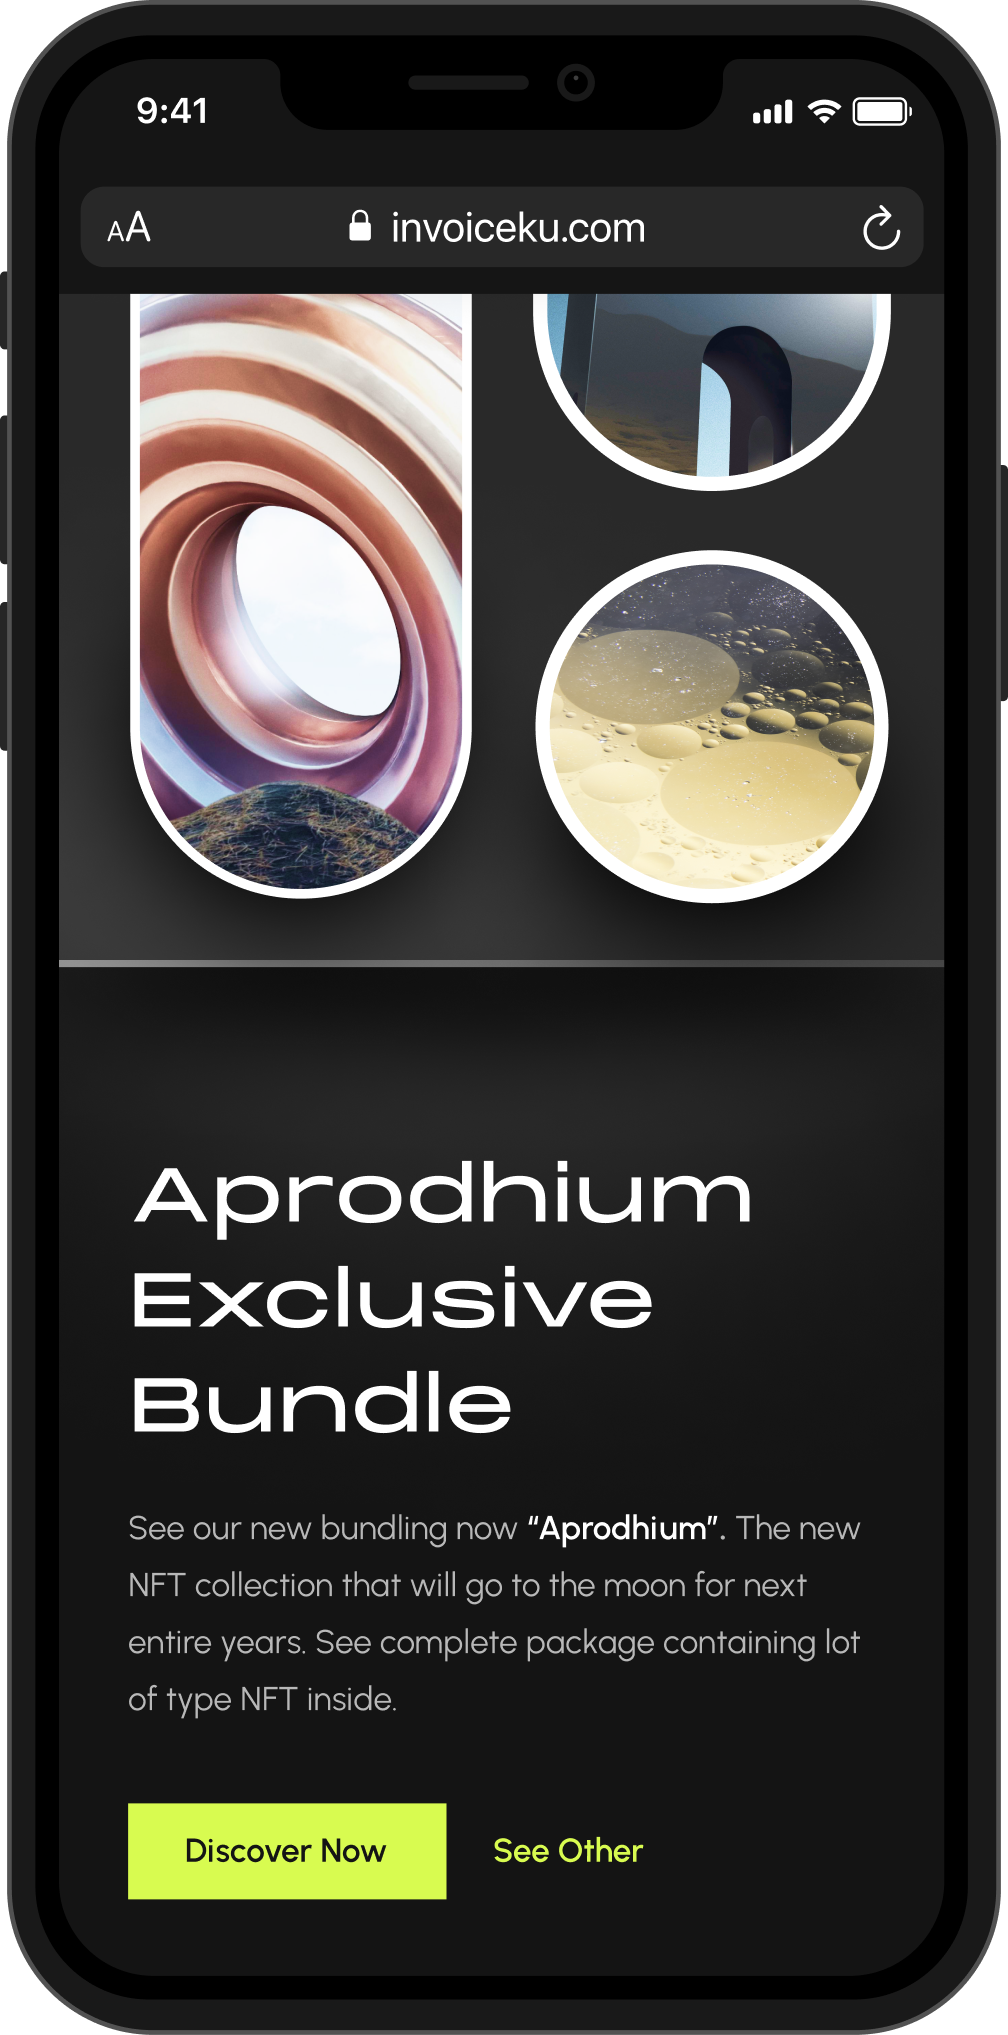 9:41
AA invoiceku.com
Aprodhium
Exclusive
Bundle
See our new bundling now “Aprodhium”. The new
NFT collection that will go to the moon for next
entire years. See complete package containing lot
of type NFT inside.
Discover Now See Other